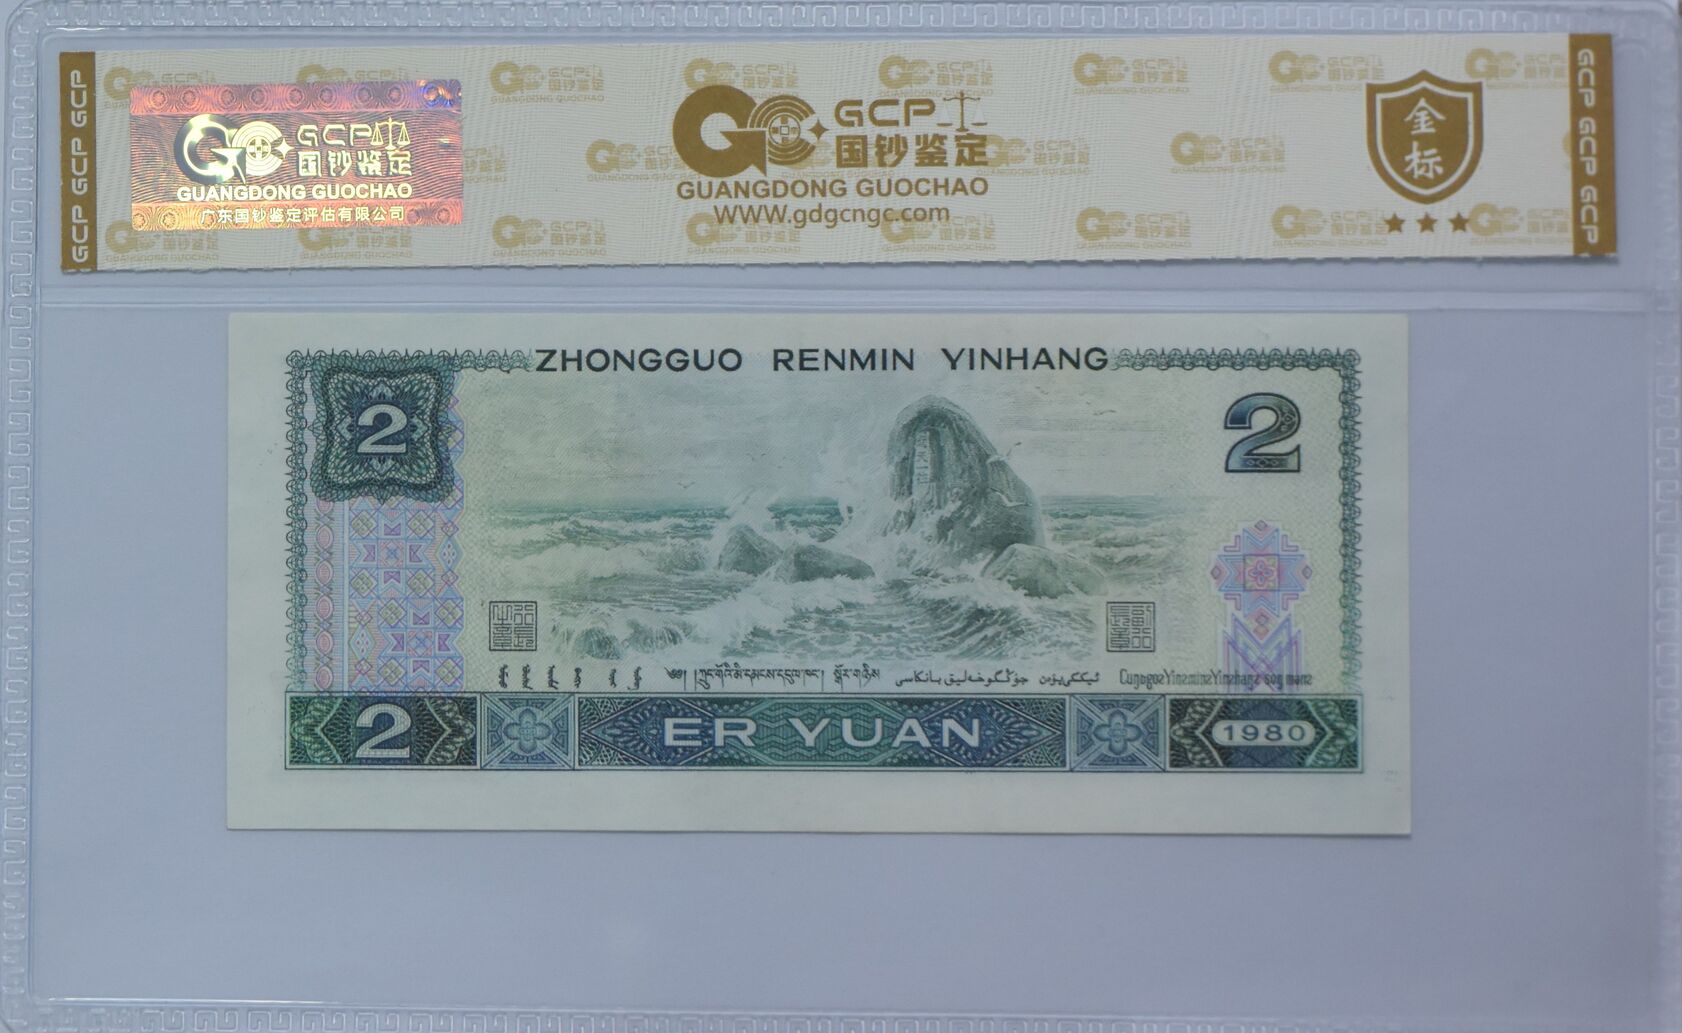 GCP GCP GCP
GCP 国钞鉴定
GUANGDONG GUOCHAO
广东国钞鉴定评估有限公司
GCP
国钞鉴定
GUANGDONG GUOCHAO
WWW.gdgcngc.com
金标
GCP GCP GCP
ZHONGGUO RENMIN YINHANG
2
2
2
ER YUAN
1980